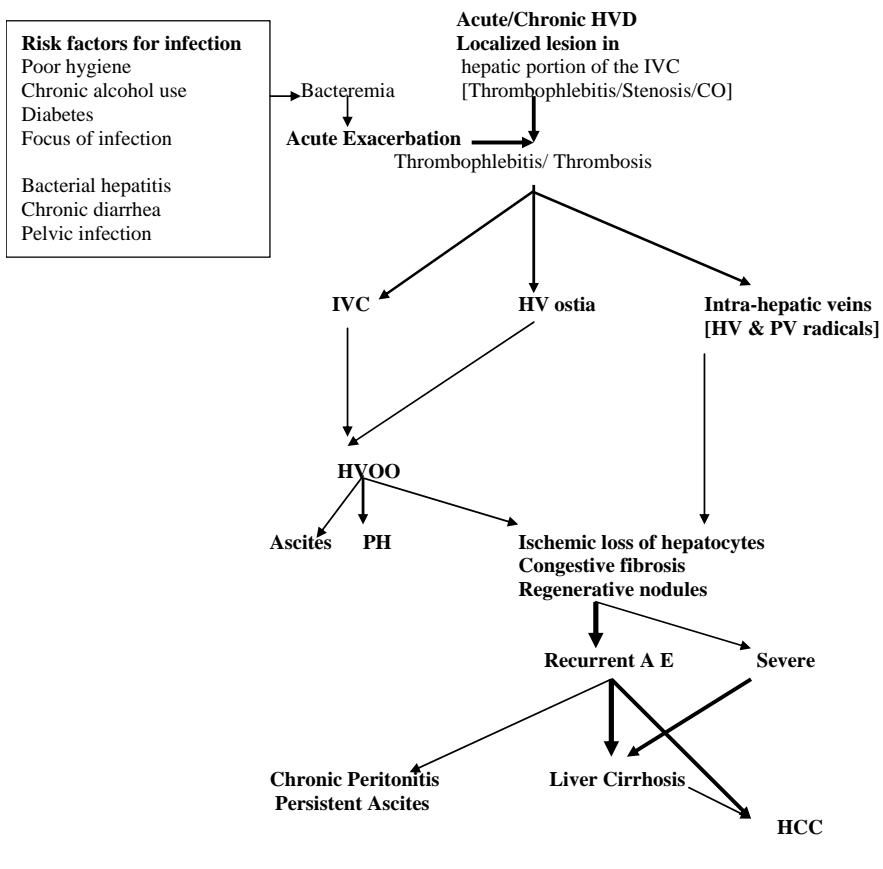 Risk factors for infection
Poor hygiene
Chronic alcohol use
Diabetes
Focus of infection
Bacterial hepatitis
Chronic diarrhea
Pelvic infection
Acute/Chronic HVD
Localized lesion in
hepatic portion of the IVC
[Thrombophlebitis/Stenosis/CO]
Bacteremia
Acute Exacerbation
Thrombophlebitis/ Thrombosis
IVC
HV ostia
Intra-hepatic veins
[HV & PV radicals]
HVOO
Ascites
PH
Ischemic loss of hepatocytes
Congestive fibrosis
Regenerative nodules
Recurrent A E
Severe
Chronic Peritonitis
Persistent Ascites
Liver Cirrhosis
HCC